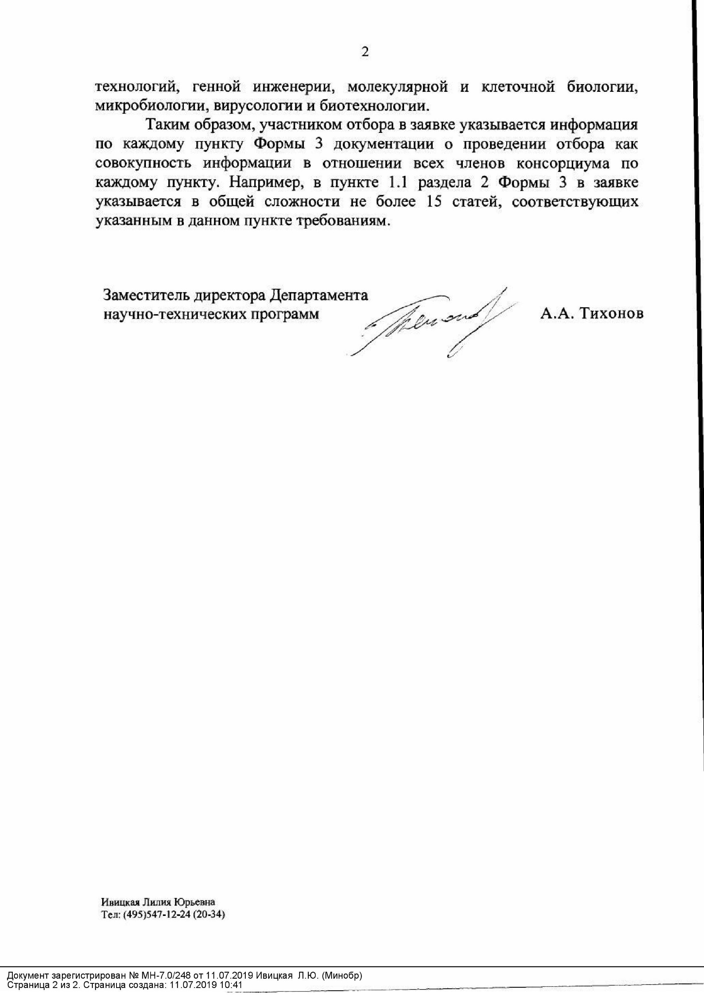 2
технологий, генной инженерии, молекулярной и клеточной биологии,
микробиологии, вирусологии и биотехнологии.
Таким образом, участником отбора в заявке указывается информация
по каждому пункту Формы 3 документации о проведении отбора как
совокупность информации в отношении всех членов консорциума по
каждому пункту. Например, в пункте 1.1 раздела 2 Формы 3 в заявке
указывается в общей сложности не более 15 статей, соответствующих
указанным в данном пункте требованиям.
Заместитель директора Департамента
научно-технических программ
А.А. Тихонов
Ивицкая Лилия Юрьевна
Тел: (495)547-12-24 (20-34)
Документ зарегистрирован № МН-7.0/248 от 11.07.2019 Ивицкая Л.Ю. (Минобр)
Страница 2 из 2. Страница создана: 11.07.2019 10:41